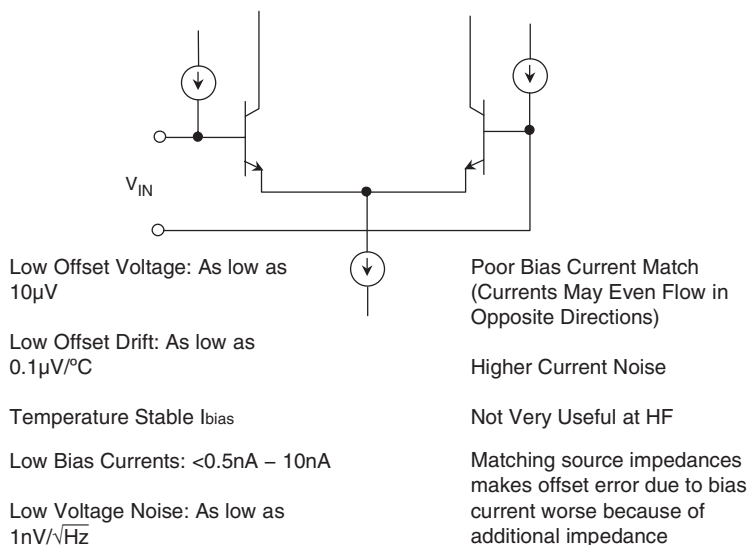 V_IN
Low Offset Voltage: As low as
10µV
Low Offset Drift: As low as
0.1µV/ºC
Temperature Stable Ibias
Low Bias Currents: <0.5nA – 10nA
Low Voltage Noise: As low as
1nV/√Hz
Poor Bias Current Match
(Currents May Even Flow in
Opposite Directions)
Higher Current Noise
Not Very Useful at HF
Matching source impedances
makes offset error due to bias
current worse because of
additional impedance